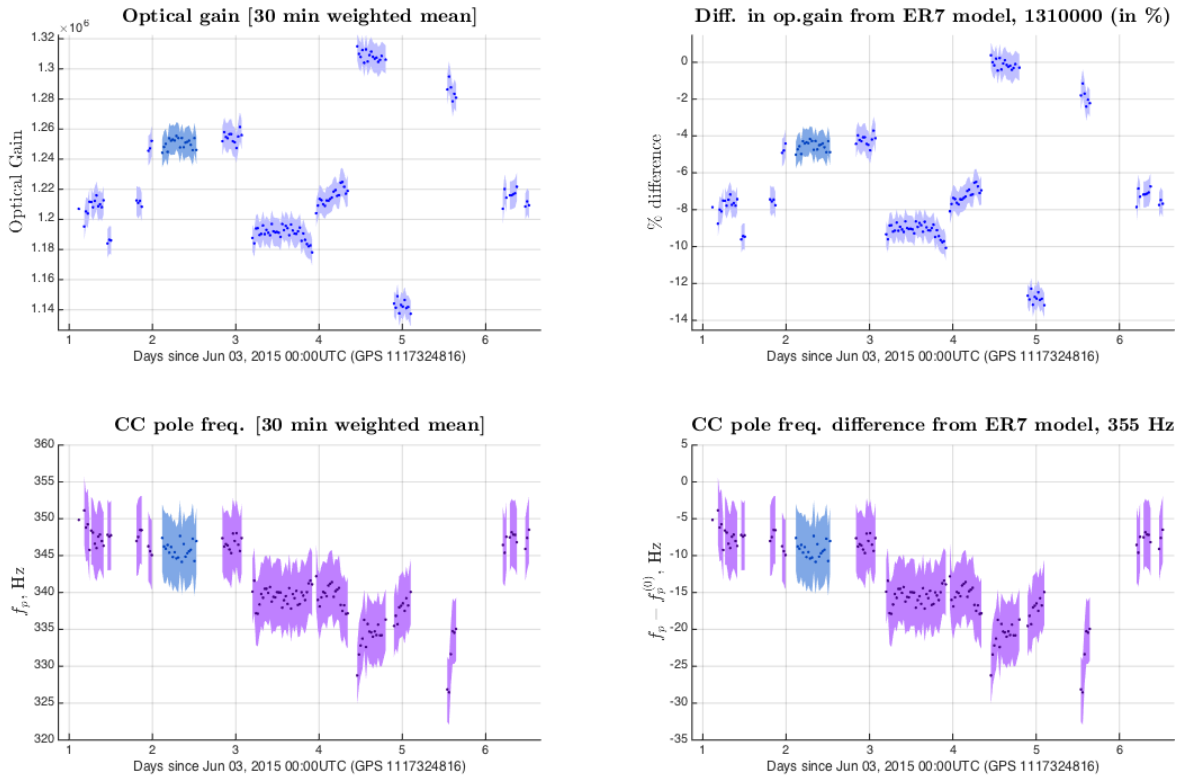 Optical gain [30 min weighted mean]
×10⁶
1.32
1.3
1.28
1.26
1.24
1.22
1.2
1.18
1.16
1.14
Optical Gain
1 2 3 4 5 6
Days since Jun 03, 2015 00:00UTC (GPS 1117324816)
Diff. in op.gain from ER7 model, 1310000 (in %)
0
-2
-4
-6
-8
-10
-12
-14
% difference
1 2 3 4 5 6
Days since Jun 03, 2015 00:00UTC (GPS 1117324816)
CC pole freq. [30 min weighted mean]
360
355
350
345
340
335
330
325
320
fₚ, Hz
1 2 3 4 5 6
Days since Jun 03, 2015 00:00UTC (GPS 1117324816)
CC pole freq. difference from ER7 model, 355 Hz
5
0
-5
-10
-15
-20
-25
-30
-35
fₚ − fₚ⁽⁰⁾, Hz
1 2 3 4 5 6
Days since Jun 03, 2015 00:00UTC (GPS 1117324816)